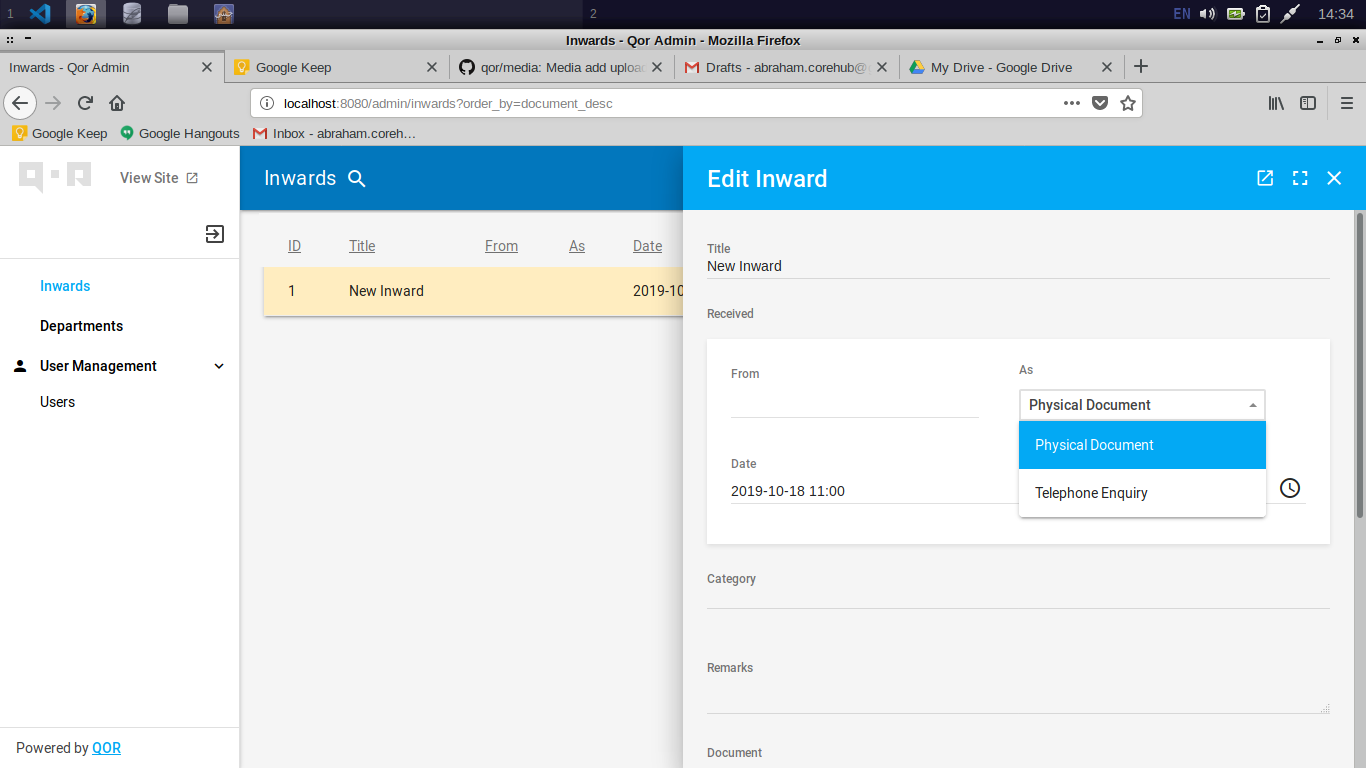 1
2
EN
14:34
Inwards - Qor Admin - Mozilla Firefox
Inwards - Qor Admin
Google Keep
qor/media: Media add uploa
Drafts - abraham.corehub@
My Drive - Google Drive
localhost:8080/admin/inwards?order_by=document_desc
Google Keep
Google Hangouts
Inbox - abraham.coreh…
View Site
Inwards
Departments
User Management
Users
Powered by QOR
Inwards
ID Title From As Date
1 New Inward 2019-10
Edit Inward
Title
New Inward
Received
From
As
Physical Document
Physical Document
Telephone Enquiry
Date
2019-10-18 11:00
Category
Remarks
Document